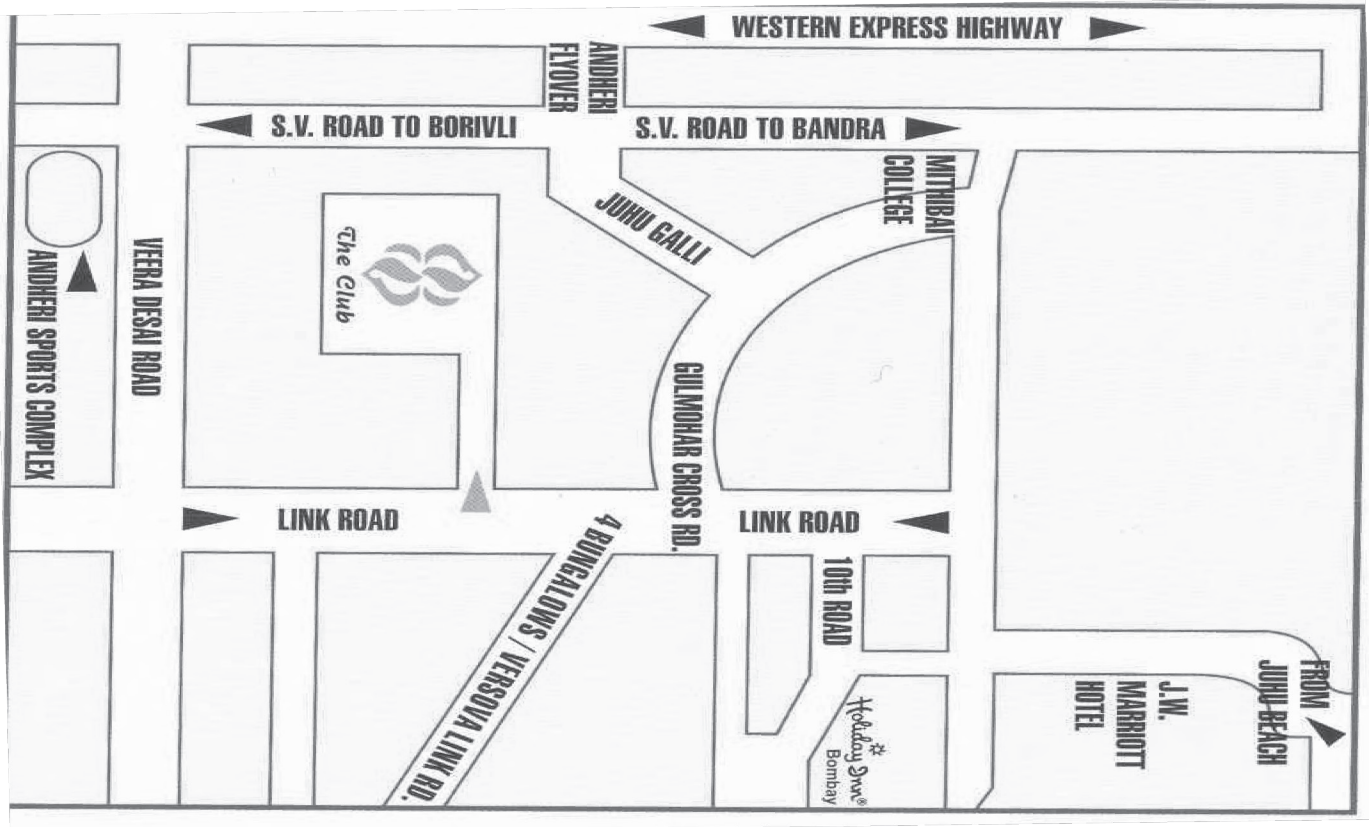 WESTERN EXPRESS HIGHWAY
ANDHERI
FLYOVER
S.V. ROAD TO BORIVLI
S.V. ROAD TO BANDRA
MITHIBAI
COLLEGE
JUHU GALLI
The Club
VEERA DESAI ROAD
ANDHERI SPORTS COMPLEX
GULMOHAR CROSS RD.
LINK ROAD
LINK ROAD
4 BUNGALOWS / VERSOVA LINK RD.
10th ROAD
Holiday Inn®
Bombay
J.W.
MARRIOTT
HOTEL
FROM
JUHU BEACH